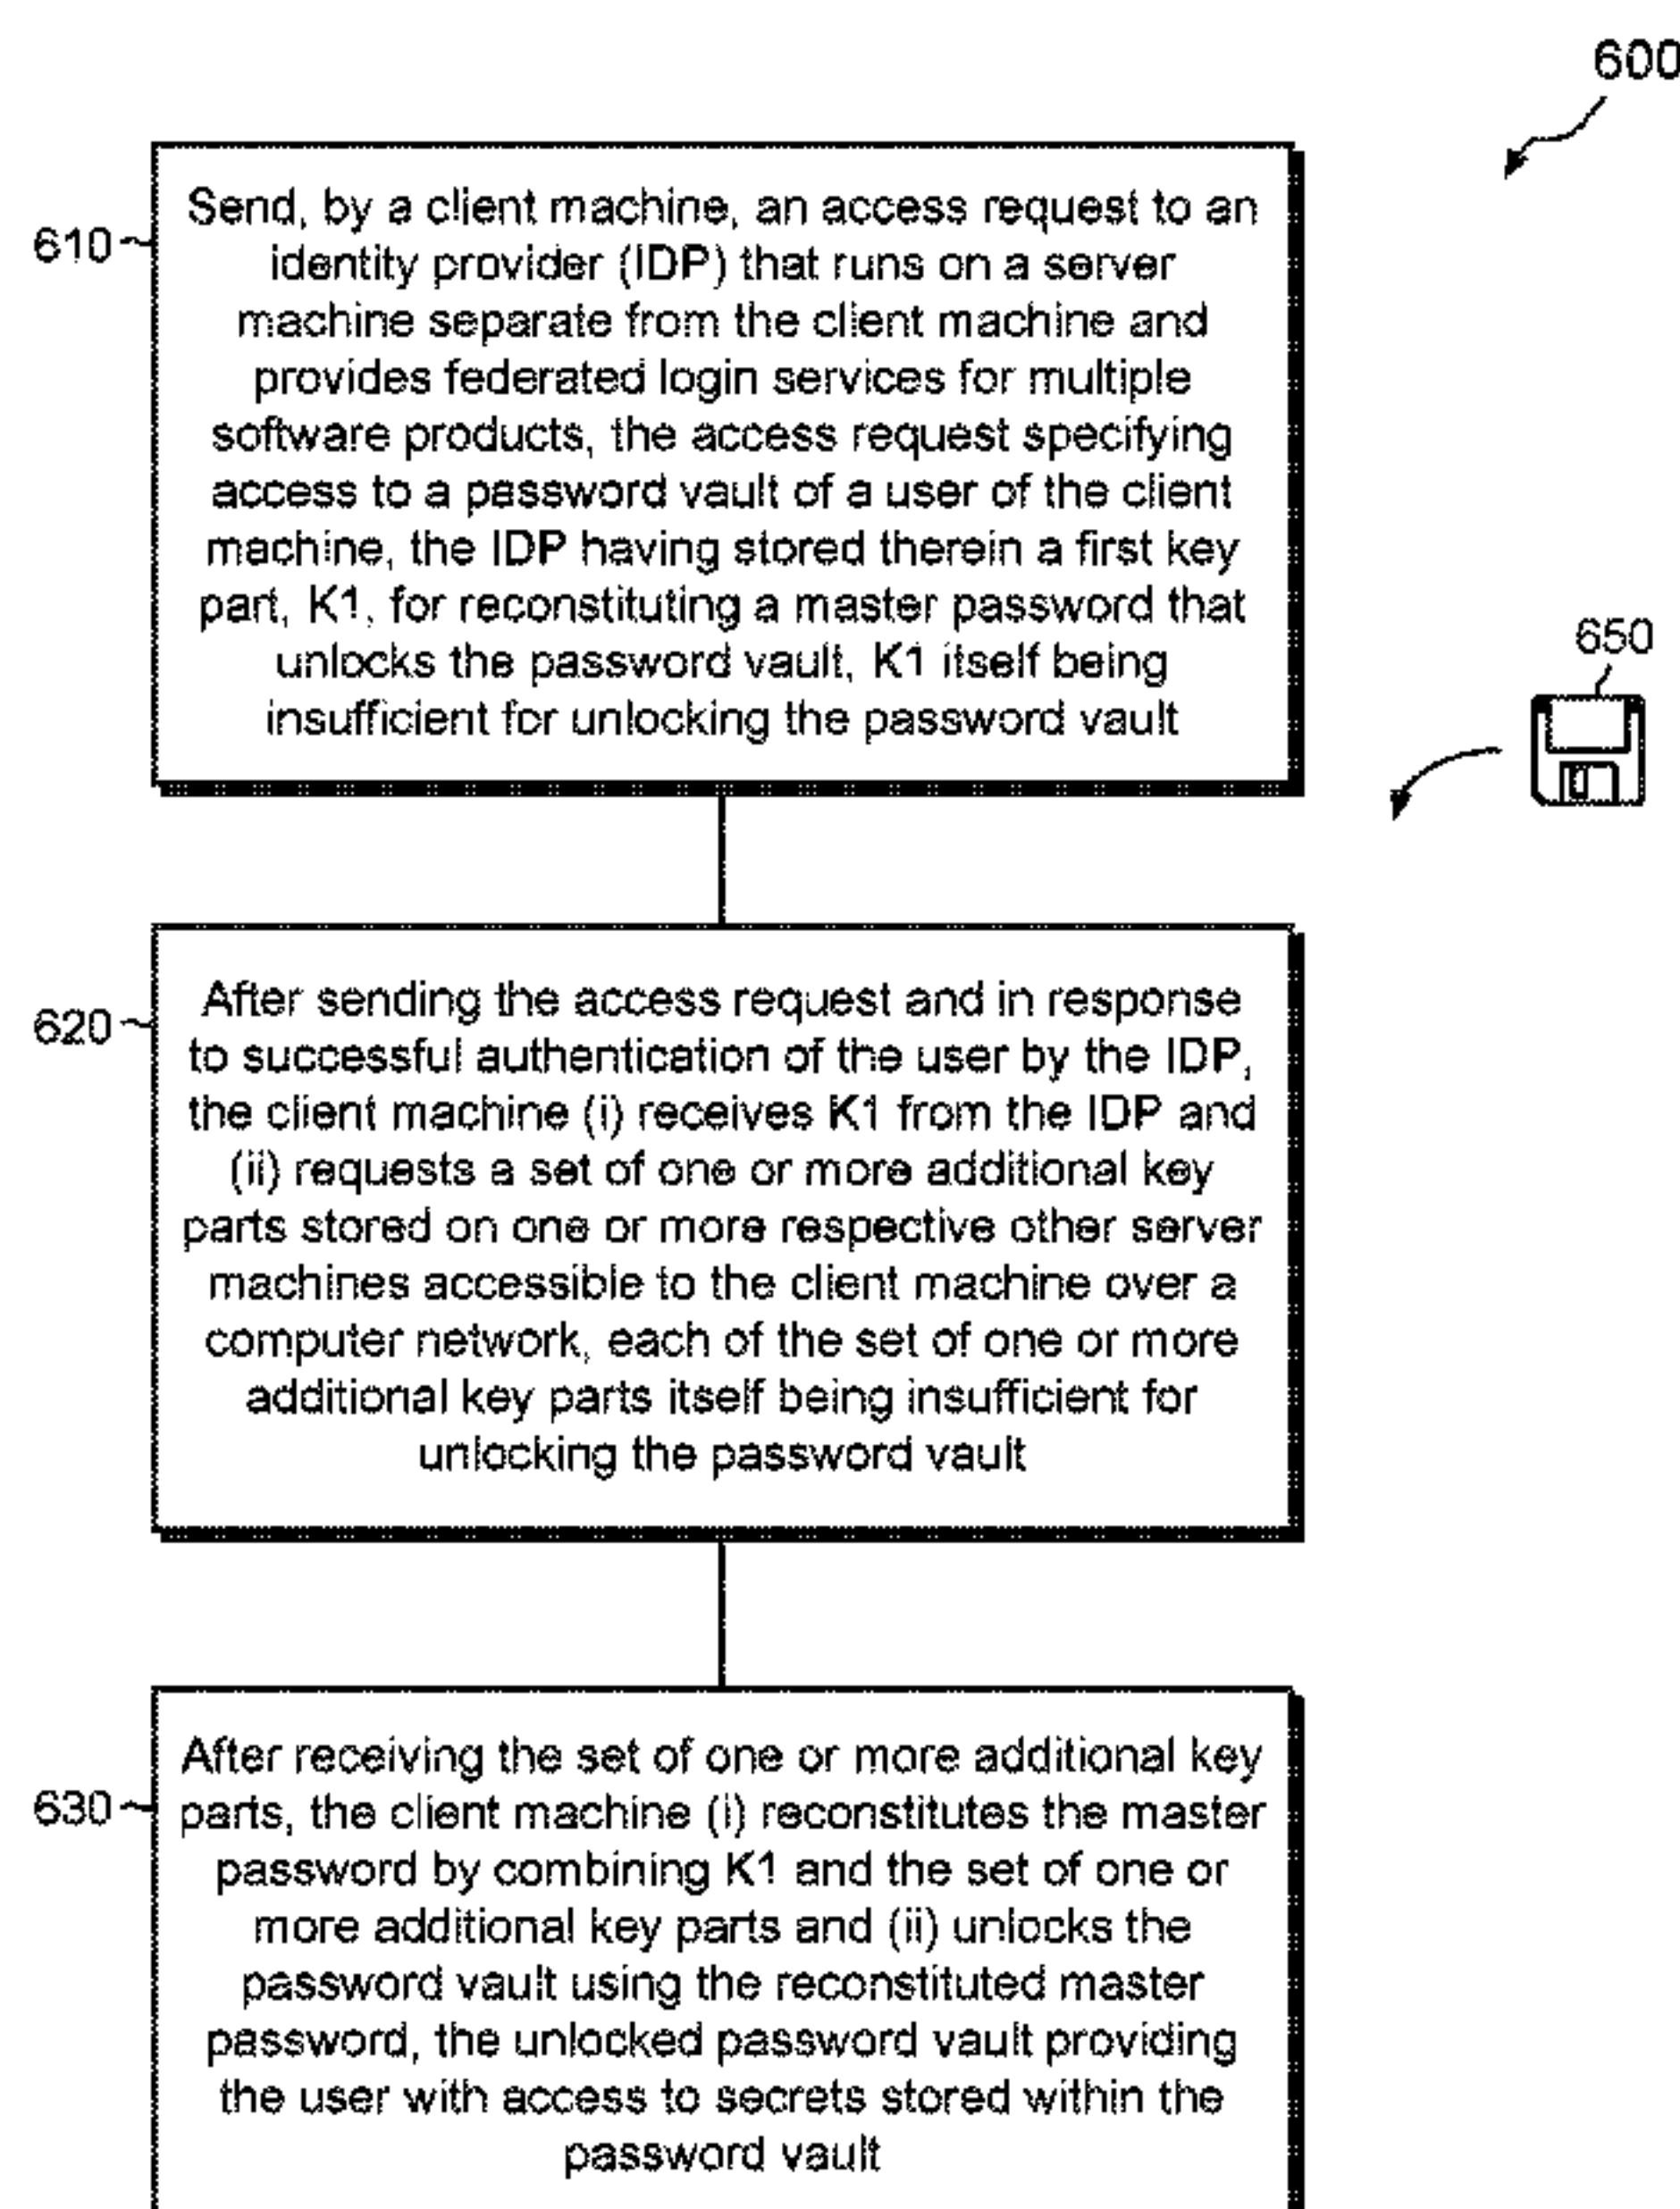 600
610
Send, by a client machine, an access request to an
identity provider (IDP) that runs on a server
machine separate from the client machine and
provides federated login services for multiple
software products, the access request specifying
access to a password vault of a user of the client
machine, the IDP having stored therein a first key
part, K1, for reconstituting a master password that
unlocks the password vault, K1 itself being
insufficient for unlocking the password vault
650
620
After sending the access request and in response
to successful authentication of the user by the IDP,
the client machine (i) receives K1 from the IDP and
(ii) requests a set of one or more additional key
parts stored on one or more respective other server
machines accessible to the client machine over a
computer network, each of the set of one or more
additional key parts itself being insufficient for
unlocking the password vault
630
After receiving the set of one or more additional key
parts, the client machine (i) reconstitutes the master
password by combining K1 and the set of one or
more additional key parts and (ii) unlocks the
password vault using the reconstituted master
password, the unlocked password vault providing
the user with access to secrets stored within the
password vault